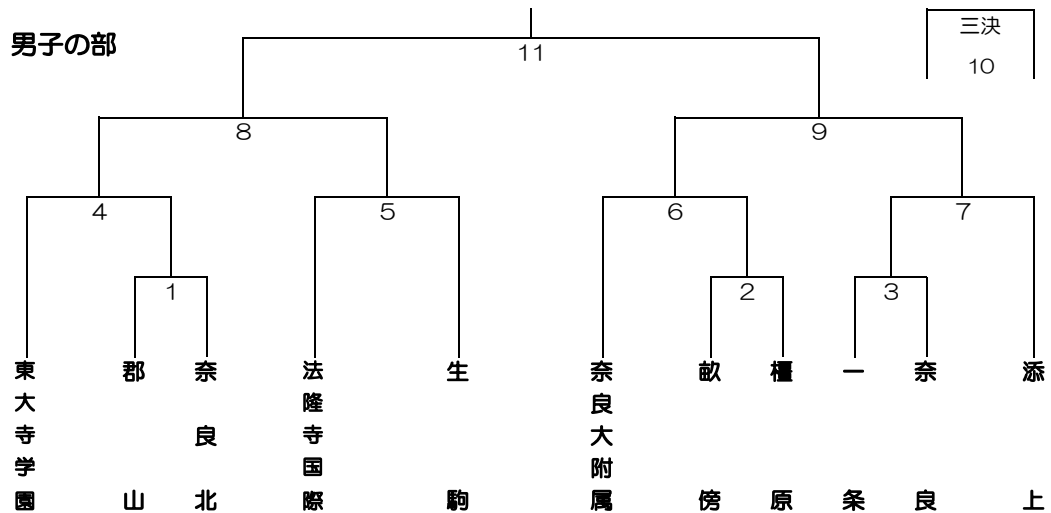 男子の部
三決
10
11
8
9
4
5
6
7
1
2
3
東大寺学園
郡山
奈良北
法隆寺国際
生駒
奈良大附属
畝傍
橿原
一条
奈良
添上